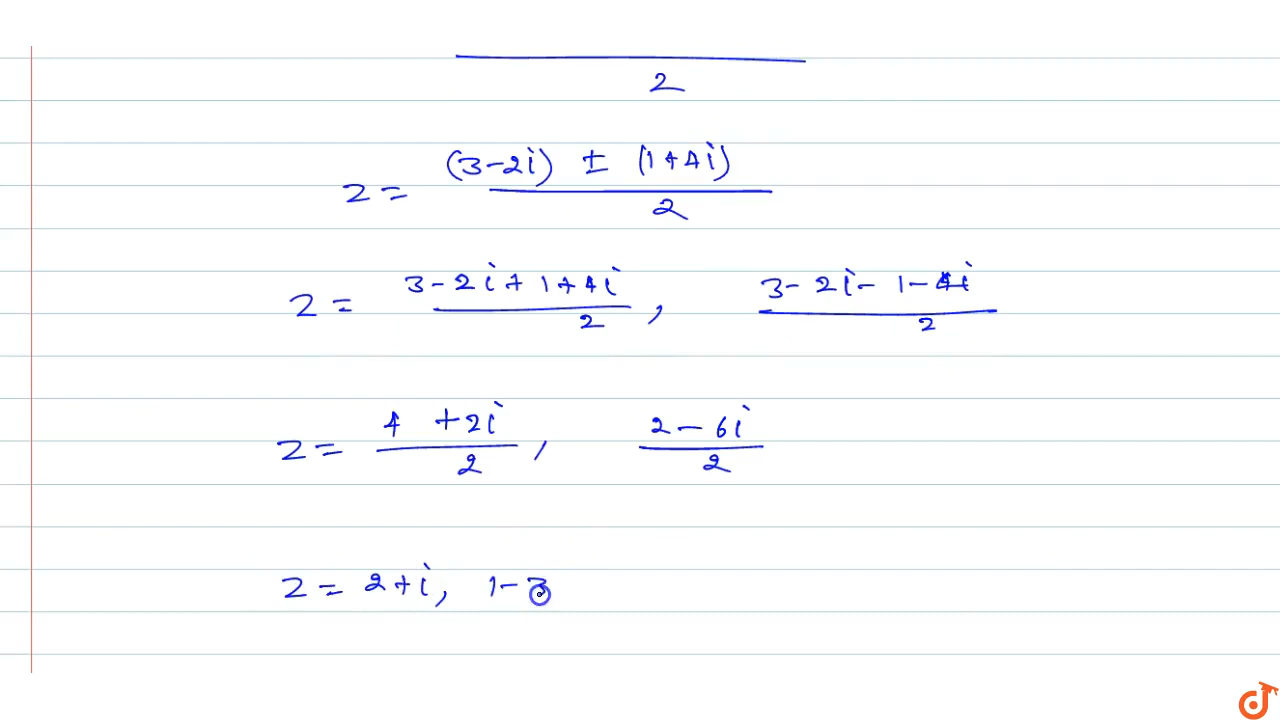 2
z = (3-2i) ± (1+4i)
2
z = 3-2i+1+4i , 3-2i-1-4i
2 2
z = 4 +2i , 2-6i
2 2
z = 2+i, 1-3